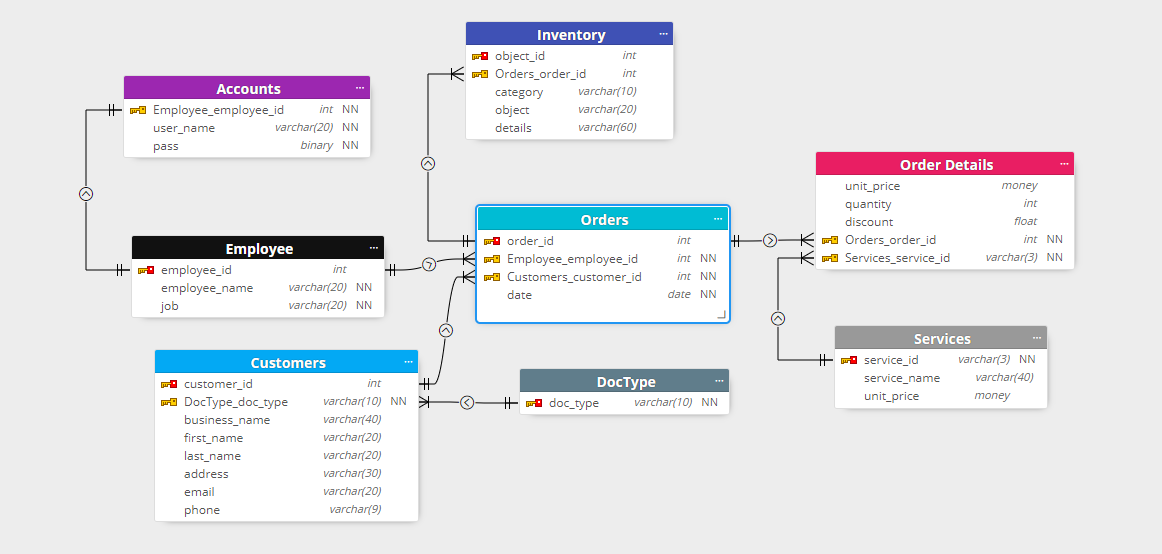 Inventory ...
object_id int
Orders_order_id int
category varchar(10)
object varchar(20)
details varchar(60)
Accounts ...
Employee_employee_id int NN
user_name varchar(20) NN
pass binary NN
Order Details ...
unit_price money
quantity int
discount float
Orders_order_id int NN
Services_service_id varchar(3) NN
Orders ...
order_id int
Employee_employee_id int NN
Customers_customer_id int NN
date date NN
Employee ...
employee_id int
employee_name varchar(20) NN
job varchar(20) NN
Services ...
service_id varchar(3) NN
service_name varchar(40)
unit_price money
Customers ...
customer_id int
DocType_doc_type varchar(10) NN
business_name varchar(40)
first_name varchar(20)
last_name varchar(20)
address varchar(30)
email varchar(20)
phone varchar(9)
DocType ...
doc_type varchar(10) NN